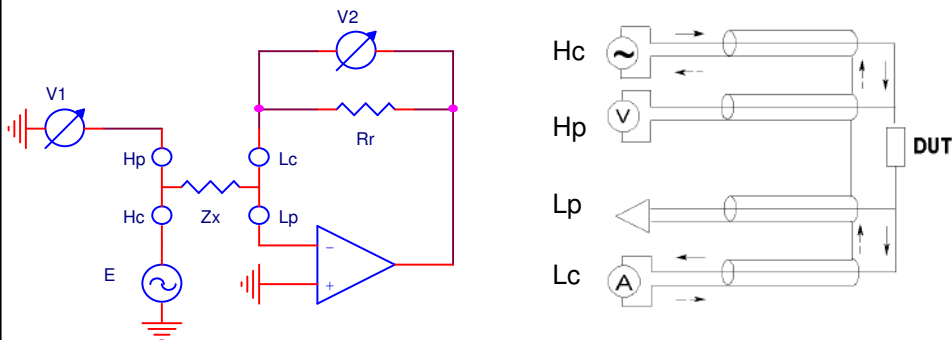 V2
V1
Rr
Hp
Lc
Hc
Zx
Lp
E
−
+
Hc
~
Hp
V
DUT
Lp
Lc
A